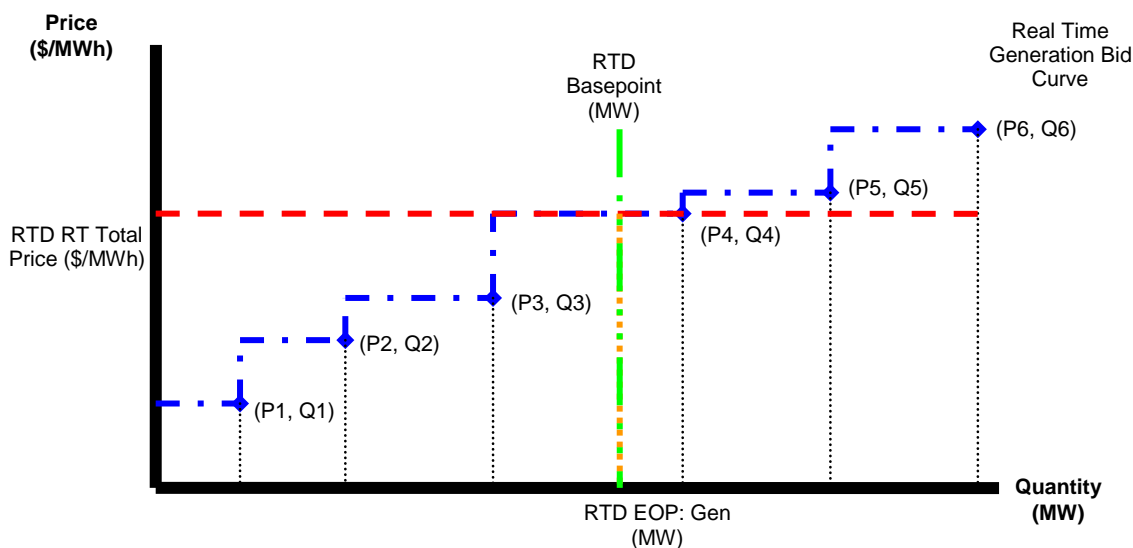 Price
($/MWh)
Real Time
Generation Bid
Curve
RTD
Basepoint
(MW)
(P6, Q6)
(P5, Q5)
(P4, Q4)
RTD RT Total
Price ($/MWh)
(P3, Q3)
(P2, Q2)
(P1, Q1)
Quantity
(MW)
RTD EOP: Gen
(MW)